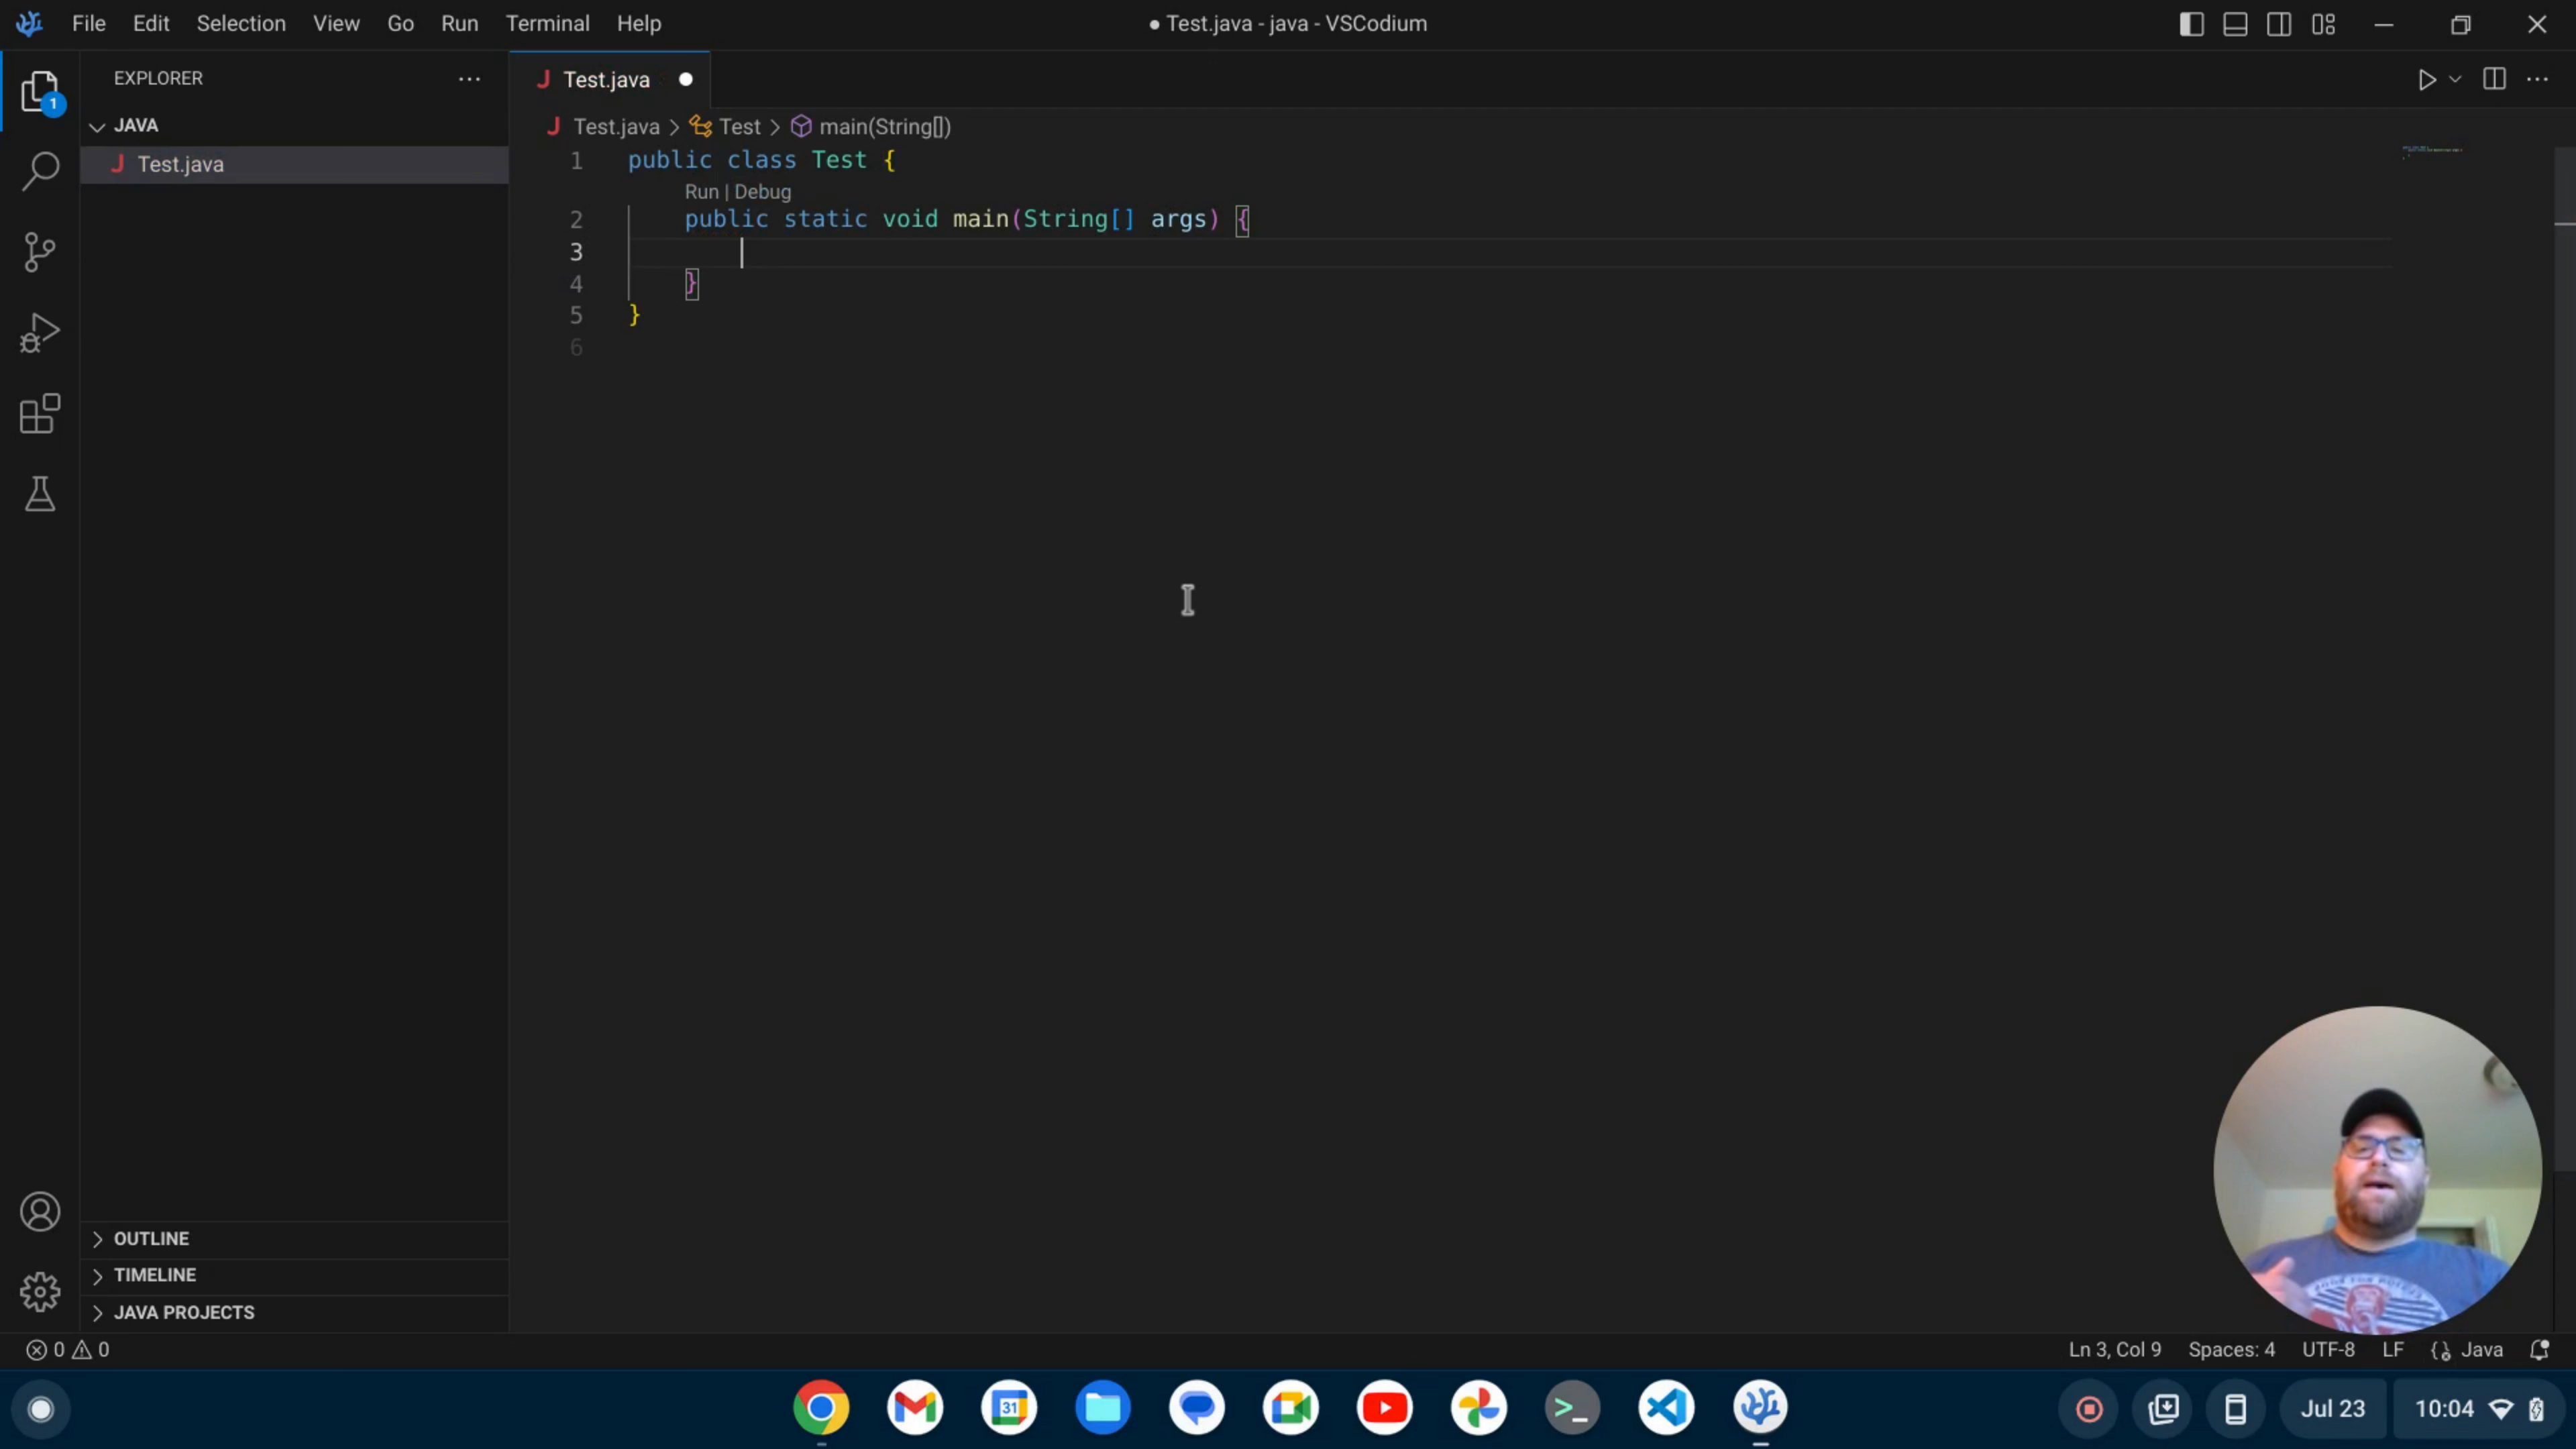 File Edit Selection View Go Run Terminal Help
● Test.java - java - VSCodium
EXPLORER
1
JAVA
J Test.java
J Test.java
J Test.java > Test > main(String[])
1 public class Test {
Run | Debug
2 public static void main(String[] args) {
3
4 }
5 }
6
OUTLINE
TIMELINE
JAVA PROJECTS
0 0
Ln 3, Col 9 Spaces: 4 UTF-8 LF Java
31
>_
Jul 23
10:04